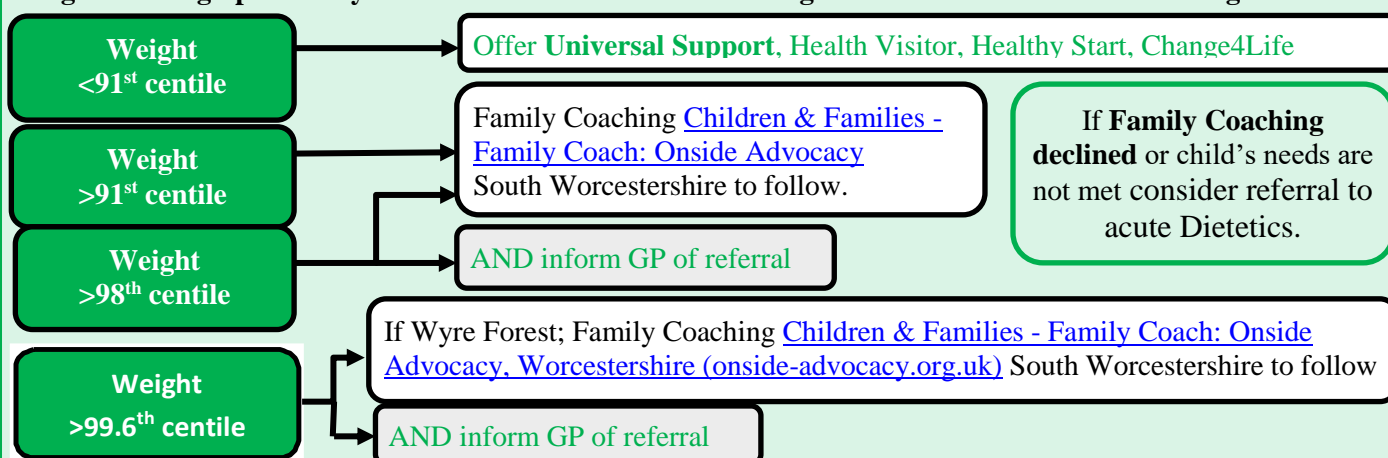 Weight
<91st centile
Offer Universal Support, Health Visitor, Healthy Start, Change4Life
Weight
>91st centile
Family Coaching Children & Families -
Family Coach: Onside Advocacy
South Worcestershire to follow.
If Family Coaching
declined or child's needs are
not met consider referral to
acute Dietetics.
Weight
>98th centile
AND inform GP of referral
Weight
>99.6th centile
If Wyre Forest; Family Coaching Children & Families - Family Coach: Onside
Advocacy, Worcestershire (onside-advocacy.org.uk) South Worcestershire to follow
AND inform GP of referral